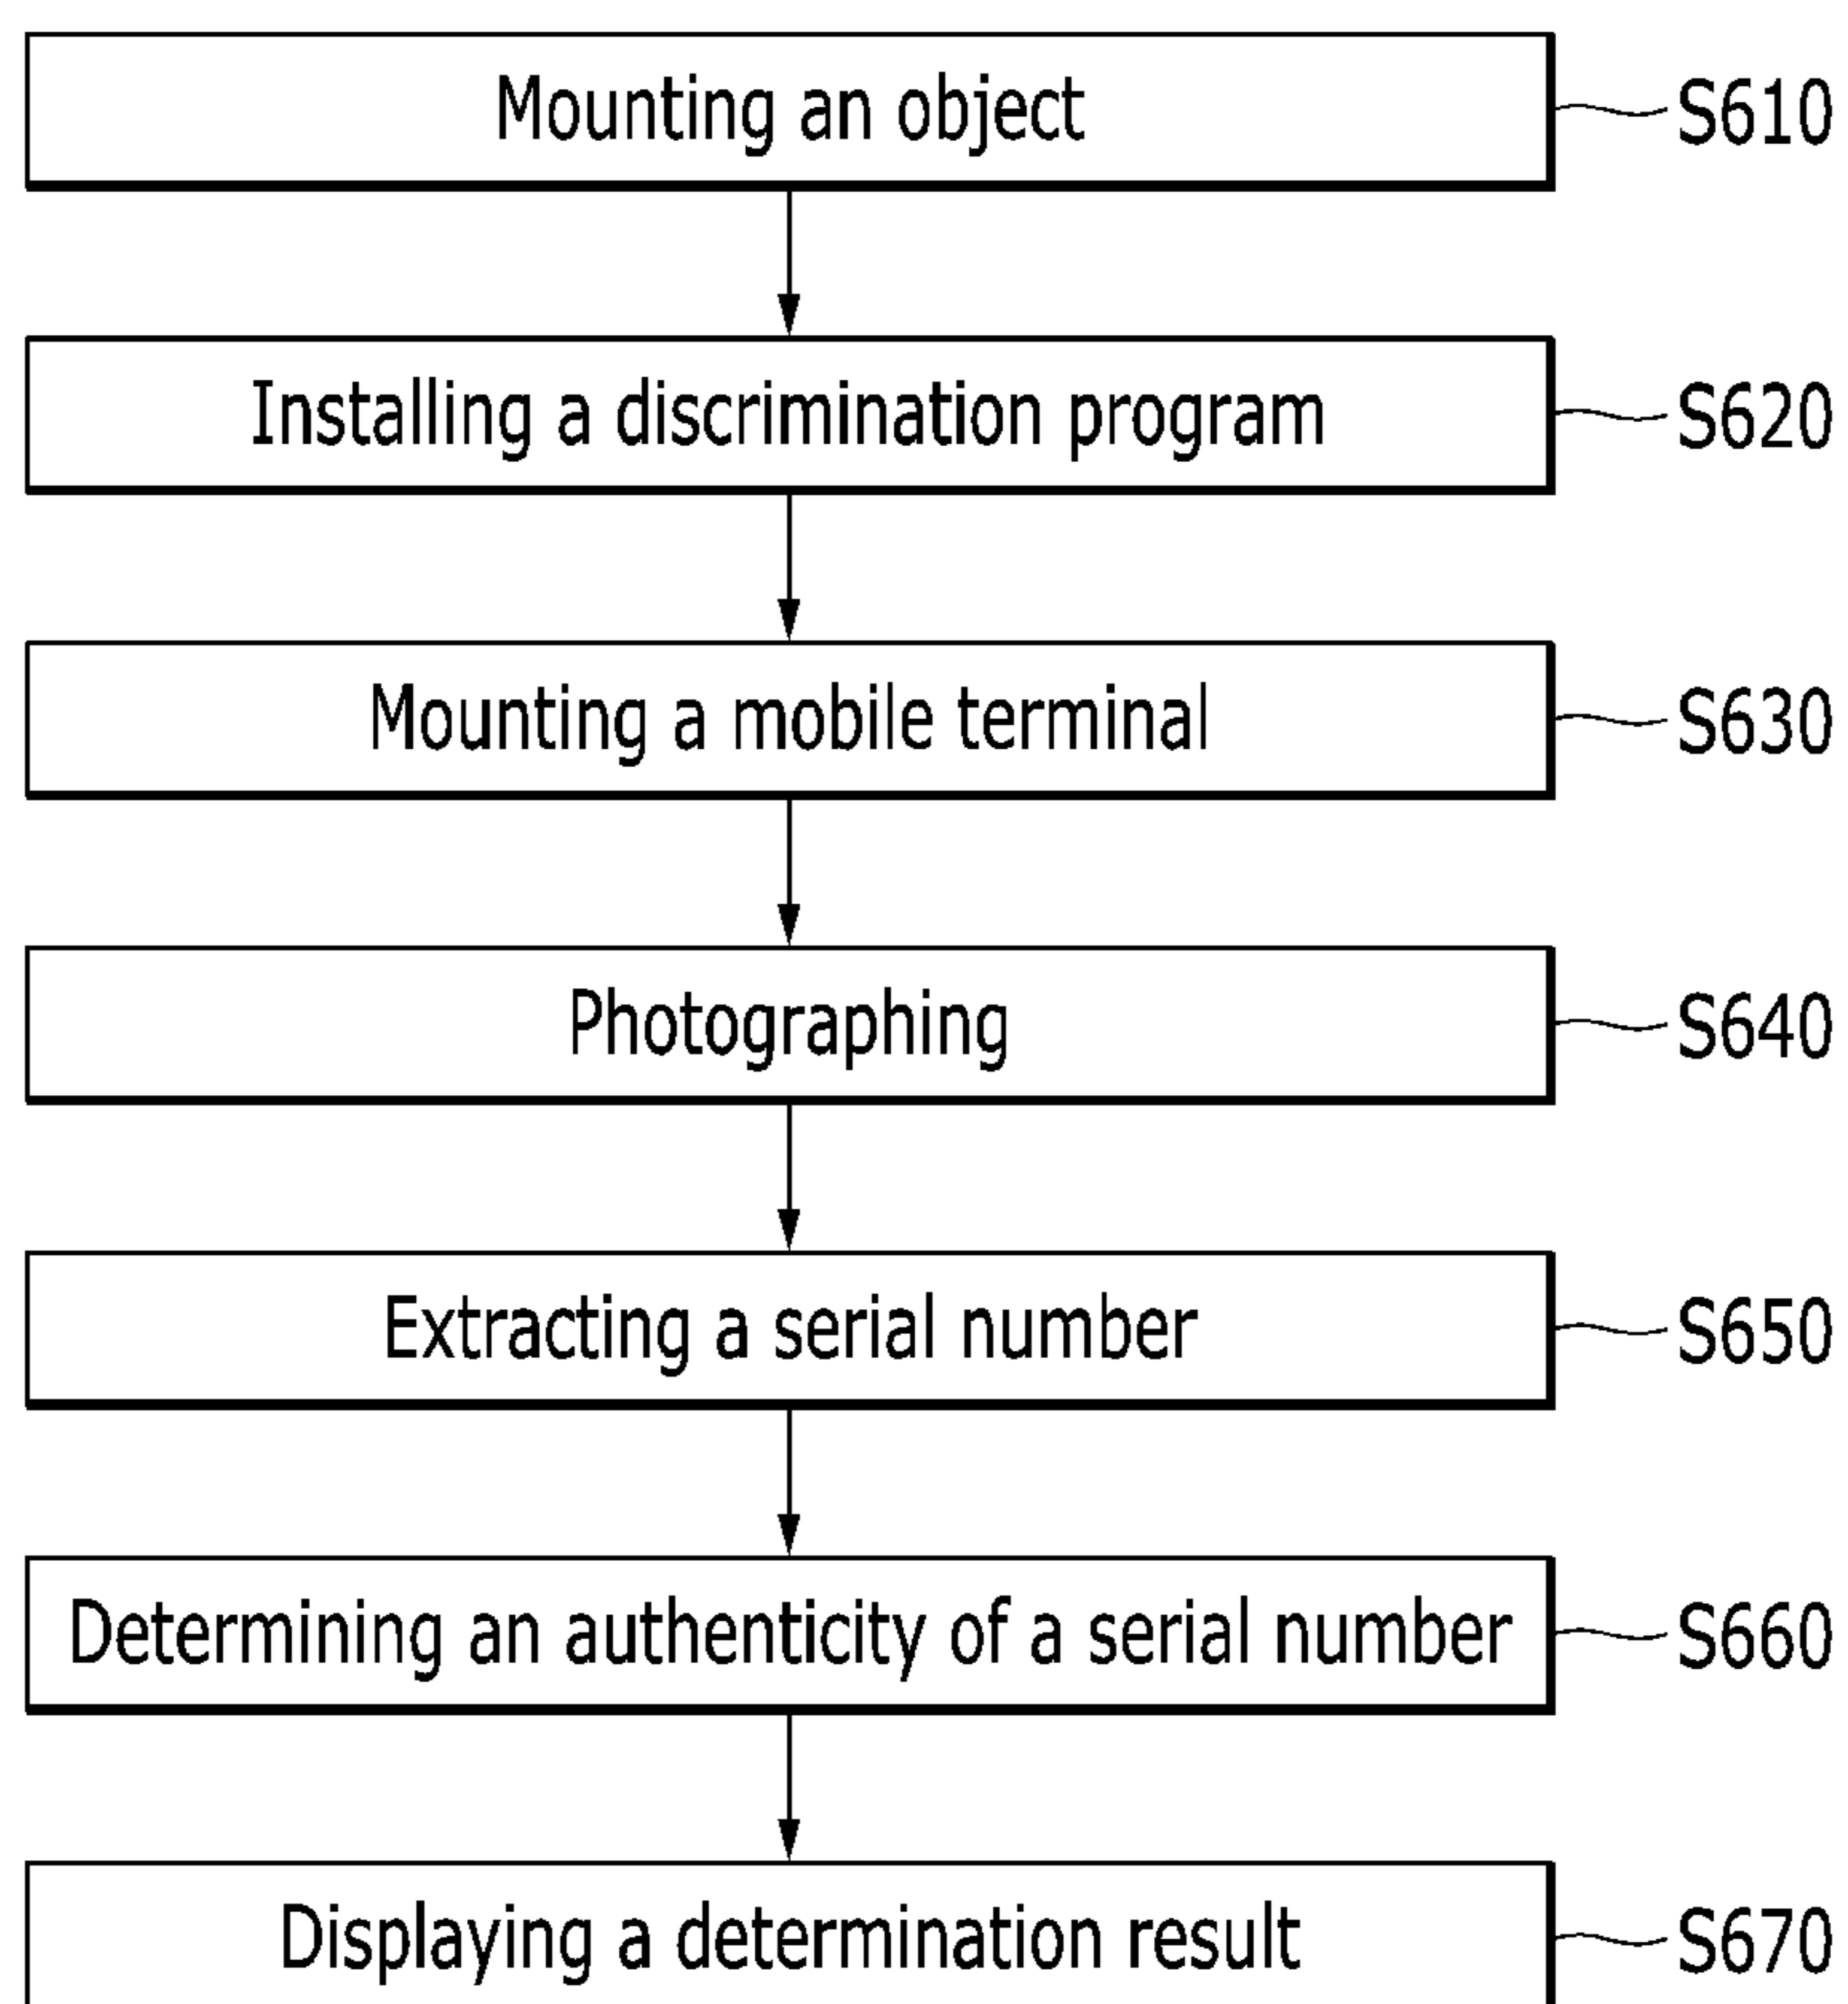 Mounting an object S610
Installing a discrimination program S620
Mounting a mobile terminal S630
Photographing S640
Extracting a serial number S650
Determining an authenticity of a serial number S660
Displaying a determination result S670